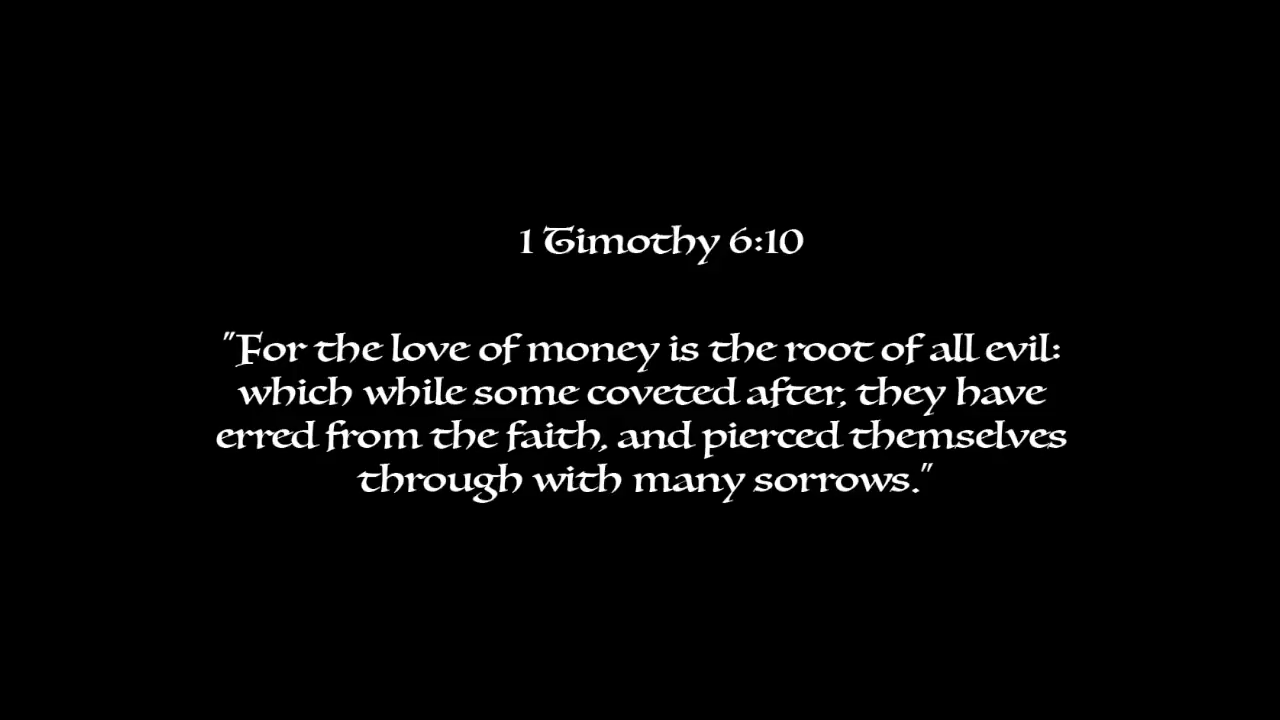 1 Timothy 6:10
"For the love of money is the root of all evil:
which while some coveted after, they have
erred from the faith, and pierced themselves
through with many sorrows."